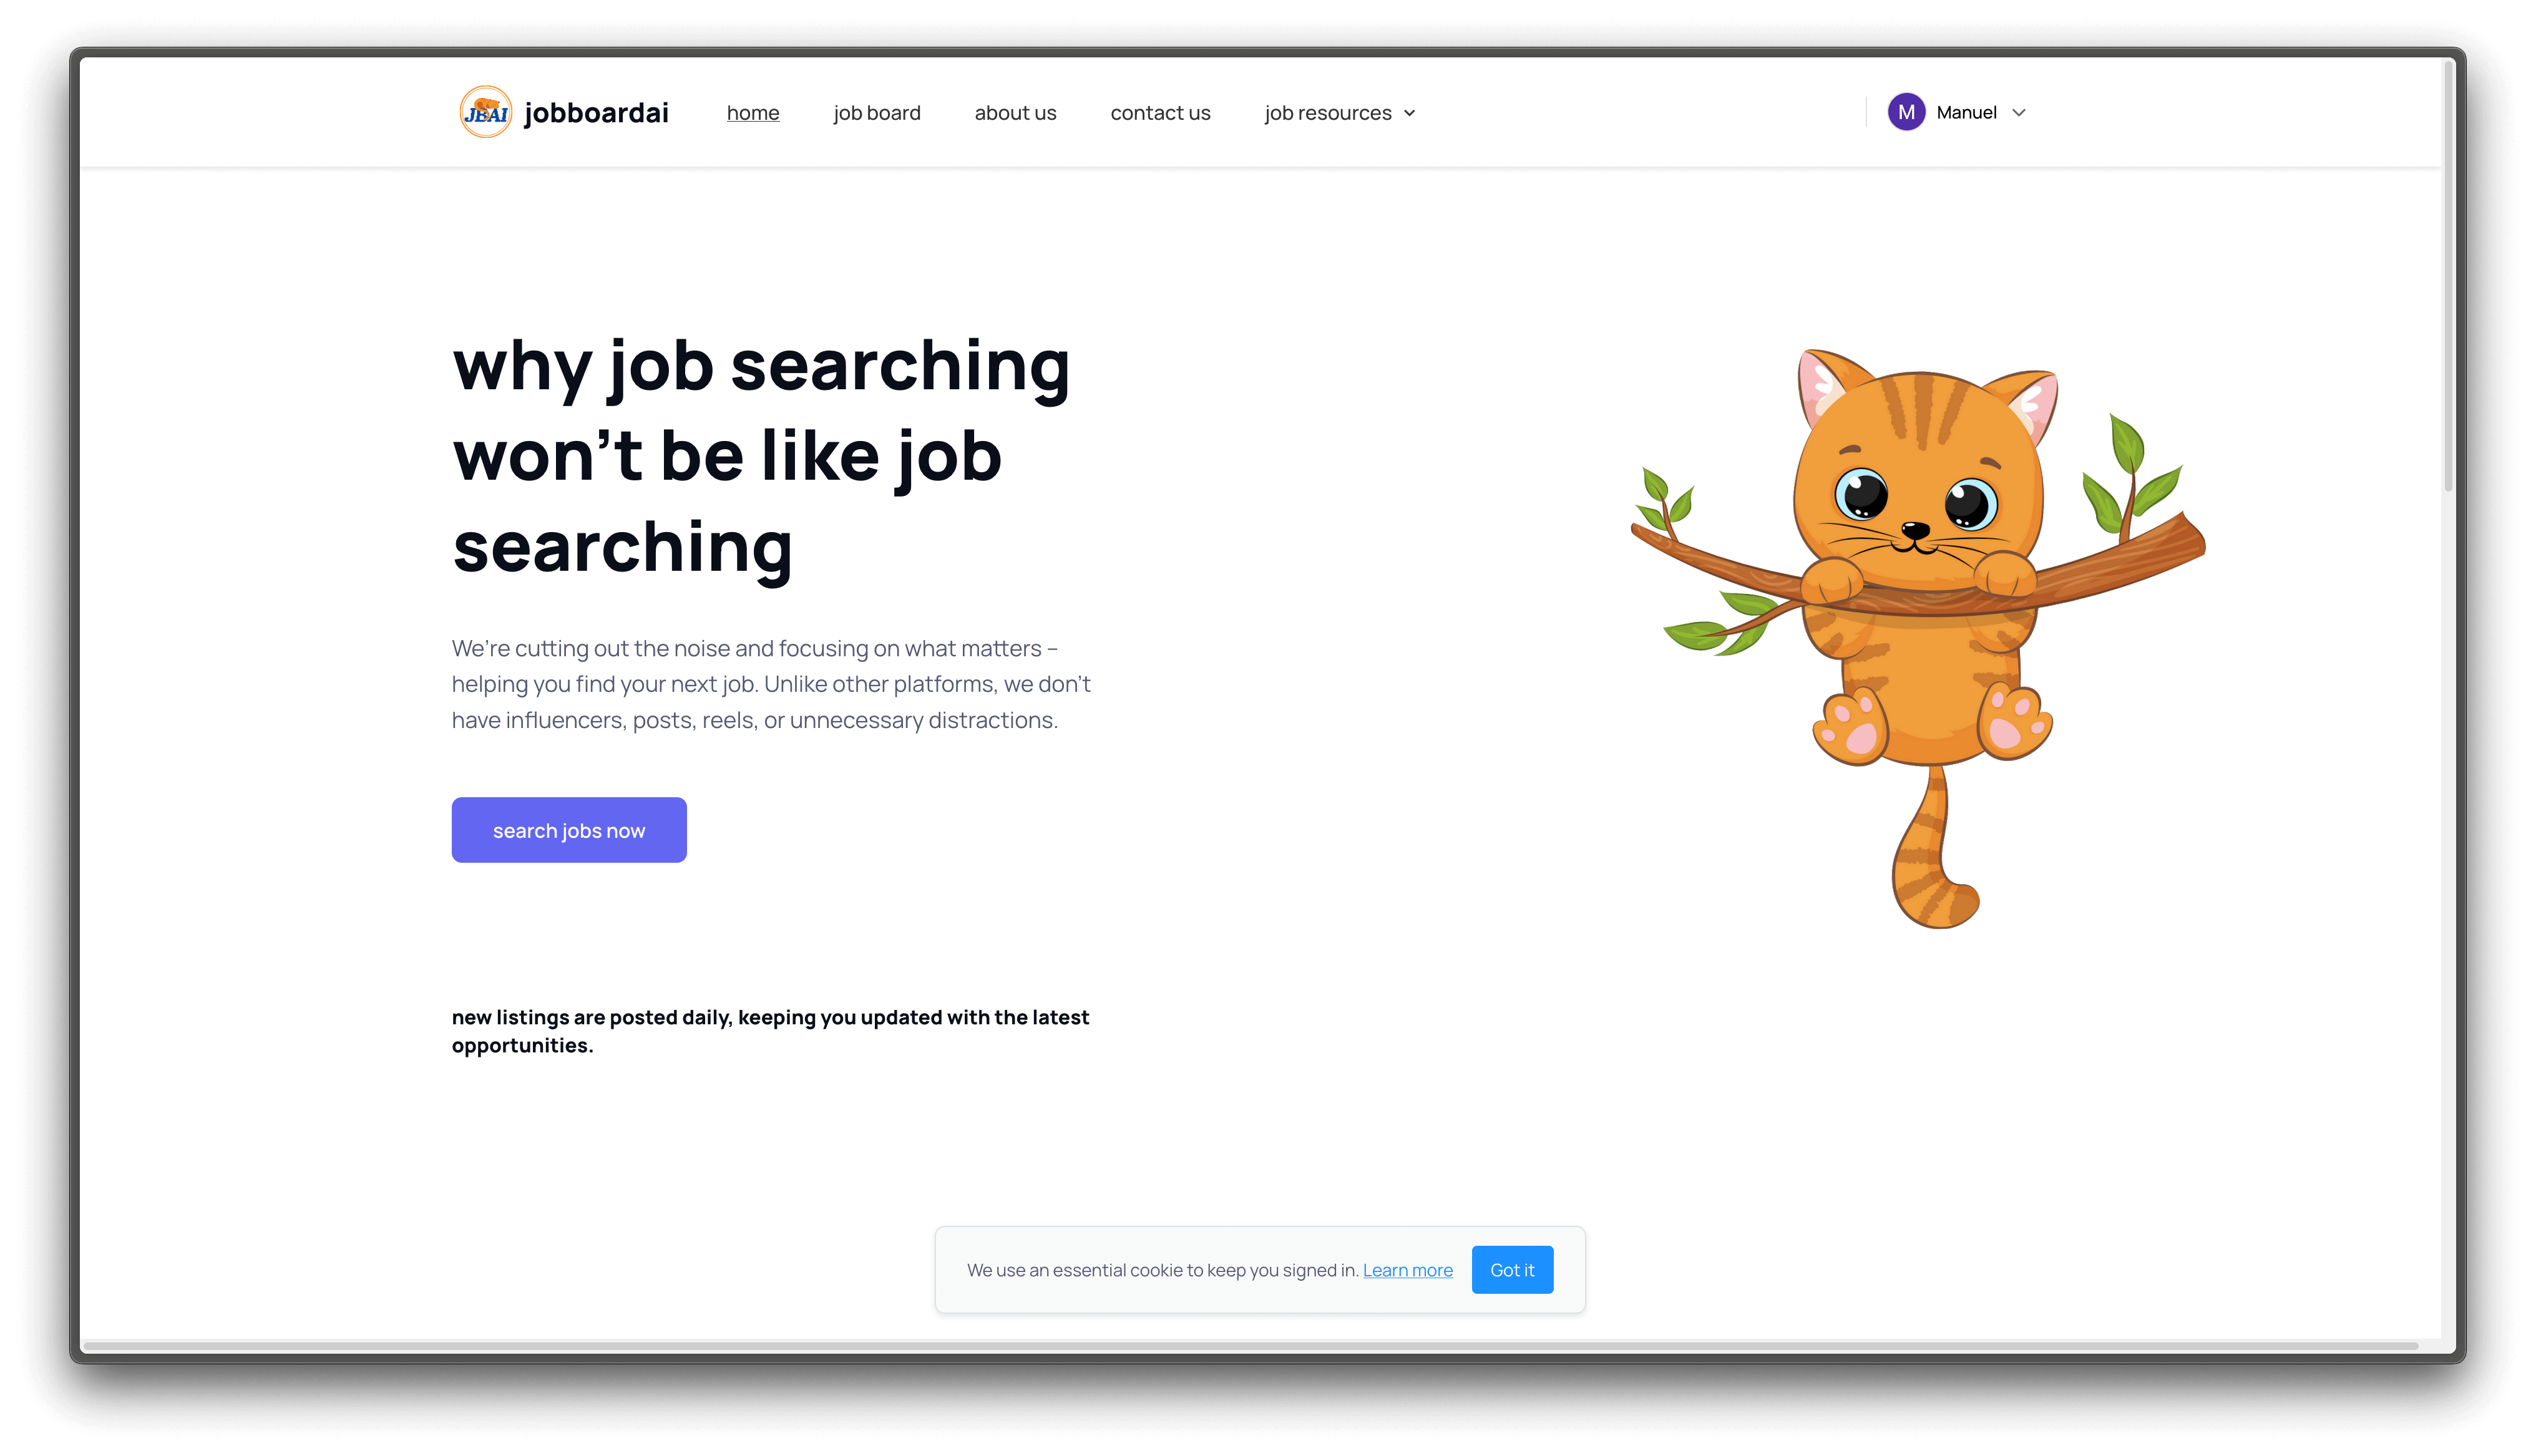 JBAI
jobboardai
home
job board
about us
contact us
job resources
M
Manuel
why job searching
won't be like job
searching
We're cutting out the noise and focusing on what matters –
helping you find your next job. Unlike other platforms, we don't
have influencers, posts, reels, or unnecessary distractions.
search jobs now
new listings are posted daily, keeping you updated with the latest
opportunities.
We use an essential cookie to keep you signed in. Learn more
Got it